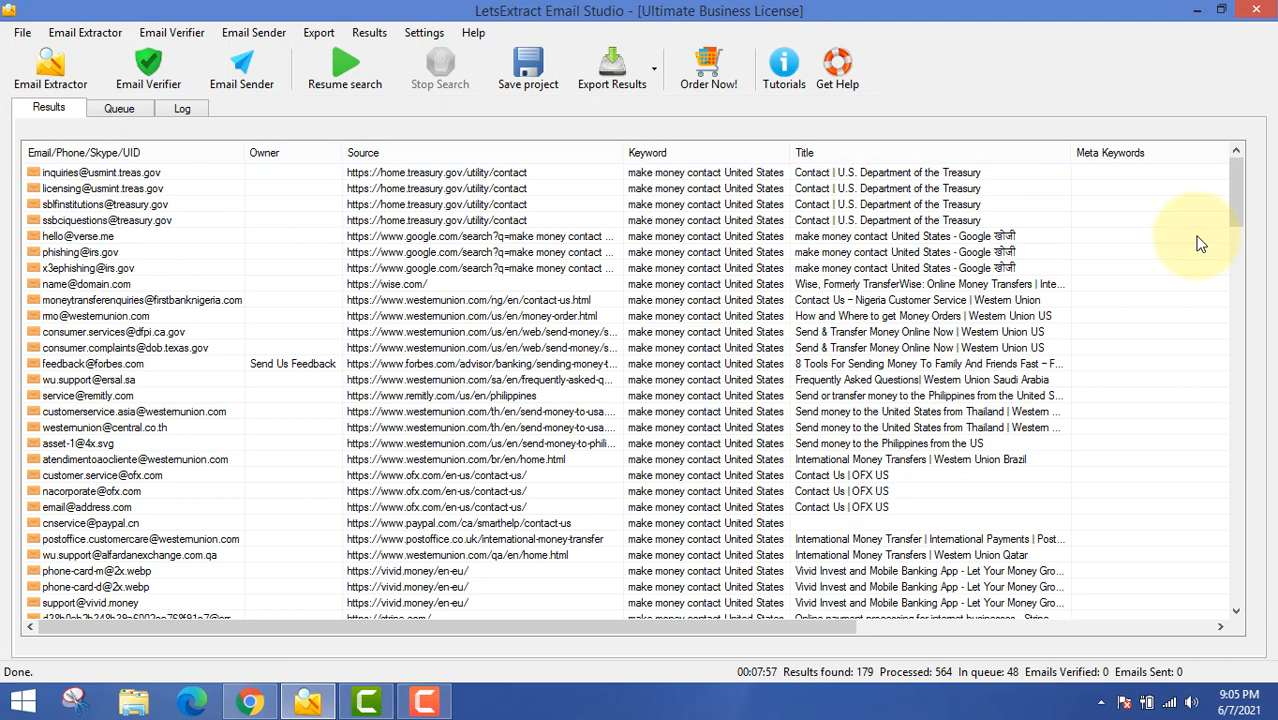 LetsExtract Email Studio - [Ultimate Business License]
File Email Extractor Email Verifier Email Sender Export Results Settings Help
Email Extractor Email Verifier Email Sender Resume search Stop Search Save project Export Results Order Now! Tutorials Get Help
Results Queue Log
Email/Phone/Skype/UID Owner Source Keyword Title Meta Keywords
inquiries@usmint.treas.gov https://home.treasury.gov/utility/contact make money contact United States Contact | U.S. Department of the Treasury
licensing@usmint.treas.gov https://home.treasury.gov/utility/contact make money contact United States Contact | U.S. Department of the Treasury
sblfinstitutions@treasury.gov https://home.treasury.gov/utility/contact make money contact United States Contact | U.S. Department of the Treasury
ssbciquestions@treasury.gov https://home.treasury.gov/utility/contact make money contact United States Contact | U.S. Department of the Treasury
hello@verse.me https://www.google.com/search?q=make money contact ... make money contact United States make money contact United States - Google खोजी
phishing@irs.gov https://www.google.com/search?q=make money contact ... make money contact United States make money contact United States - Google खोजी
x3ephishing@irs.gov https://www.google.com/search?q=make money contact ... make money contact United States make money contact United States - Google खोजी
name@domain.com https://wise.com/ make money contact United States Wise, Formerly TransferWise: Online Money Transfers | Inte...
moneytransferenquiries@firstbanknigeria.com https://www.westernunion.com/ng/en/contact-us.html make money contact United States Contact Us – Nigeria Customer Service | Western Union
rmo@westernunion.com https://www.westernunion.com/us/en/money-order.html make money contact United States How and Where to get Money Orders | Western Union US
consumer.services@dfpi.ca.gov https://www.westernunion.com/us/en/web/send-money/s... make money contact United States Send & Transfer Money Online Now | Western Union US
consumer.complaints@dob.texas.gov https://www.westernunion.com/us/en/web/send-money/s... make money contact United States Send & Transfer Money Online Now | Western Union US
feedback@forbes.com Send Us Feedback https://www.forbes.com/advisor/banking/sending-money-t... make money contact United States 8 Tools For Sending Money To Family And Friends Fast – F...
wu.support@ersal.sa https://www.westernunion.com/sa/en/frequently-asked-q... make money contact United States Frequently Asked Questions| Western Union Saudi Arabia
service@remitly.com https://www.remitly.com/us/en/philippines make money contact United States Send or transfer money to the Philippines from the United S...
customerservice.asia@westernunion.com https://www.westernunion.com/th/en/send-money-to-usa.... make money contact United States Send money to the United States from Thailand | Western ...
westernunion@central.co.th https://www.westernunion.com/th/en/send-money-to-usa.... make money contact United States Send money to the United States from Thailand | Western ...
asset-1@4x.svg https://www.westernunion.com/us/en/send-money-to-phili... make money contact United States Send money to the Philippines from the US
atendimentoaocliente@westernunion.com https://www.westernunion.com/br/en/home.html make money contact United States International Money Transfers | Western Union Brazil
customer.service@ofx.com https://www.ofx.com/en-us/contact-us/ make money contact United States Contact Us | OFX US
nacorporate@ofx.com https://www.ofx.com/en-us/contact-us/ make money contact United States Contact Us | OFX US
email@address.com https://www.ofx.com/en-us/contact-us/ make money contact United States Contact Us | OFX US
cnservice@paypal.cn https://www.paypal.com/ca/smarthelp/contact-us make money contact United States
postoffice.customercare@westernunion.com https://www.postoffice.co.uk/international-money-transfer make money contact United States International Money Transfer | International Payments | Post...
wu.support@alfardanexchange.com.qa https://www.westernunion.com/qa/en/home.html make money contact United States International Money Transfers | Western Union Qatar
phone-card-m@2x.webp https://vivid.money/en-eu/ make money contact United States Vivid Invest and Mobile Banking App - Let Your Money Gro...
phone-card-d@2x.webp https://vivid.money/en-eu/ make money contact United States Vivid Invest and Mobile Banking App - Let Your Money Gro...
support@vivid.money https://vivid.money/en-eu/ make money contact United States Vivid Invest and Mobile Banking App - Let Your Money Gro...
https://stripe.com/ make money contact United States Online payment processing for internet businesses - Stripe
Done. 00:07:57 Results found: 179 Processed: 564 In queue: 48 Emails Verified: 0 Emails Sent: 0
9:05 PM
6/7/2021